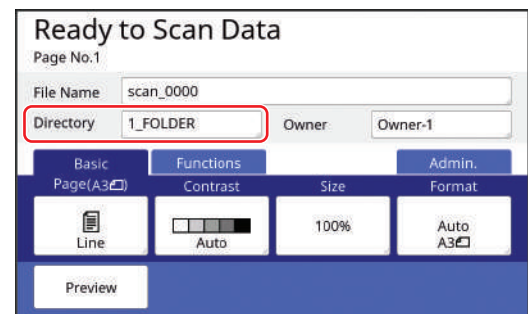 Ready to Scan Data
Page No.1
File Name scan_0000
Directory 1_FOLDER Owner Owner-1
Basic Functions Admin.
Page(A3) Contrast Size Format
Line Auto 100% Auto
A3
Preview